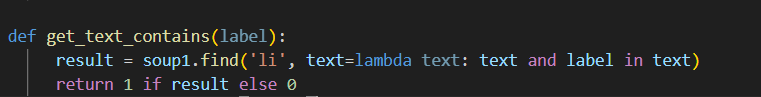 def get_text_contains(label):
    result = soup1.find('li', text=lambda text: text and label in text)
    return 1 if result else 0